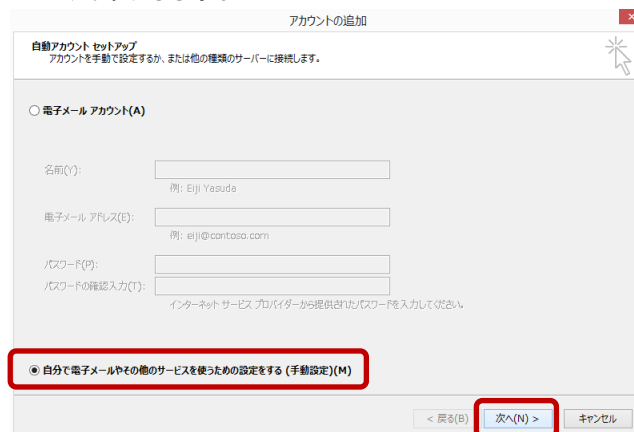 アカウントの追加
自動アカウント セットアップ
アカウントを手動で設定するか、または他の種類のサーバーに接続します。
電子メール アカウント(A)
名前(Y):
例: Eiji Yasuda
電子メール アドレス(E):
例: eiji@contoso.com
パスワード(P):
パスワードの確認入力(T):
インターネット サービス プロバイダーから提供されたパスワードを入力してください。
自分で電子メールやその他のサービスを使うための設定をする (手動設定)(M)
< 戻る(B) 次へ(N) > キャンセル